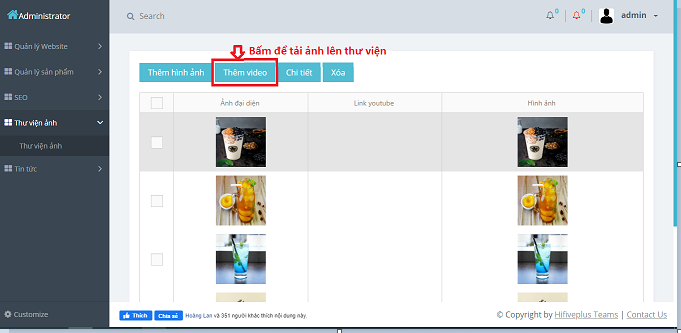 Administrator
Search
0
0
admin
Quản lý Website
Quản lý sản phẩm
SEO
Thư viện ảnh
Thư viện ảnh
Tin tức
Customize
Bấm để tải ảnh lên thư viện
Thêm hình ảnh
Thêm video
Chi tiết
Xóa
Ảnh đại diện
Link youtube
Hình ảnh
Thích
Chia sẻ
Hoàng Lan và 351 người khác thích nội dung này.
© Copyright by Hifiveplus Teams | Contact Us